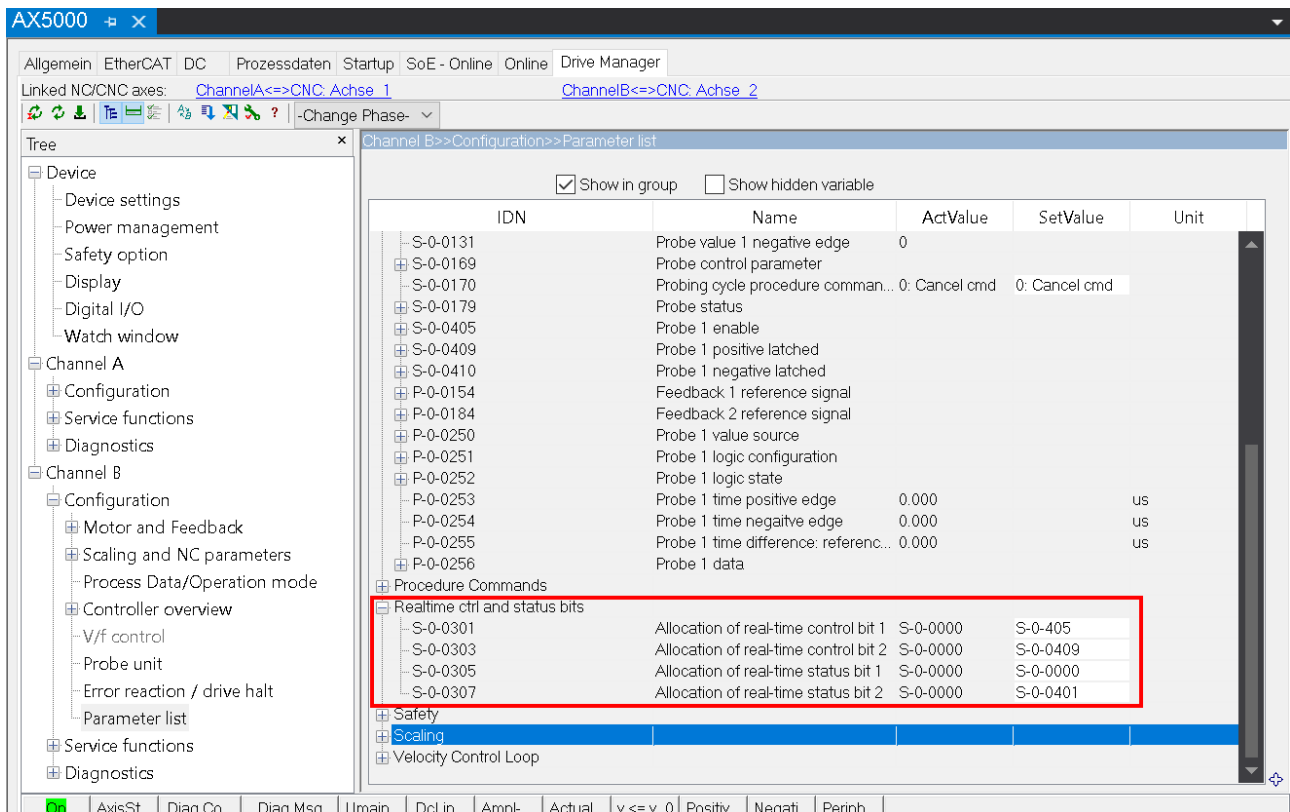 AX5000
Allgemein EtherCAT DC Prozessdaten Startup SoE - Online Online Drive Manager
Linked NC/CNC axes: ChannelA<=>CNC: Achse_1 ChannelB<=>CNC: Achse_2
-Change Phase-
Tree
Device
Device settings
Power management
Safety option
Display
Digital I/O
Watch window
Channel A
Configuration
Service functions
Diagnostics
Channel B
Configuration
Motor and Feedback
Scaling and NC parameters
Process Data/Operation mode
Controller overview
V/f control
Probe unit
Error reaction / drive halt
Parameter list
Service functions
Diagnostics
Channel B>>Configuration>>Parameter list
Show in group Show hidden variable
IDN Name ActValue SetValue Unit
S-0-0131 Probe value 1 negative edge 0
S-0-0169 Probe control parameter
S-0-0170 Probing cycle procedure comman... 0: Cancel cmd 0: Cancel cmd
S-0-0179 Probe status
S-0-0405 Probe 1 enable
S-0-0409 Probe 1 positive latched
S-0-0410 Probe 1 negative latched
P-0-0154 Feedback 1 reference signal
P-0-0184 Feedback 2 reference signal
P-0-0250 Probe 1 value source
P-0-0251 Probe 1 logic configuration
P-0-0252 Probe 1 logic state
P-0-0253 Probe 1 time positive edge 0.000 us
P-0-0254 Probe 1 time negaitve edge 0.000 us
P-0-0255 Probe 1 time difference: referenc... 0.000 us
P-0-0256 Probe 1 data
Procedure Commands
Realtime ctrl and status bits
S-0-0301 Allocation of real-time control bit 1 S-0-0000 S-0-405
S-0-0303 Allocation of real-time control bit 2 S-0-0000 S-0-0409
S-0-0305 Allocation of real-time status bit 1 S-0-0000 S-0-0000
S-0-0307 Allocation of real-time status bit 2 S-0-0000 S-0-0401
Safety
Scaling
Velocity Control Loop
On AxisSt... Diag Co... Diag Msg Umain DcLin... Ampl- Actual v <= v_0 Positiv... Negati... Periph...